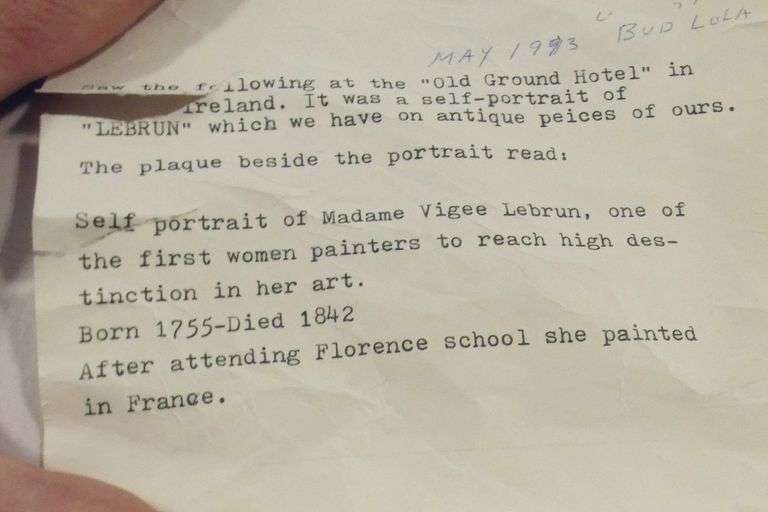 MAY 1993 BUD LOLA
Saw the following at the "Old Ground Hotel" in
Ireland. It was a self-portrait of
"LEBRUN" which we have on antique peices of ours.
The plaque beside the portrait read:
Self portrait of Madame Vigee Lebrun, one of
the first women painters to reach high des-
tinction in her art.
Born 1755-Died 1842
After attending Florence school she painted
in France.